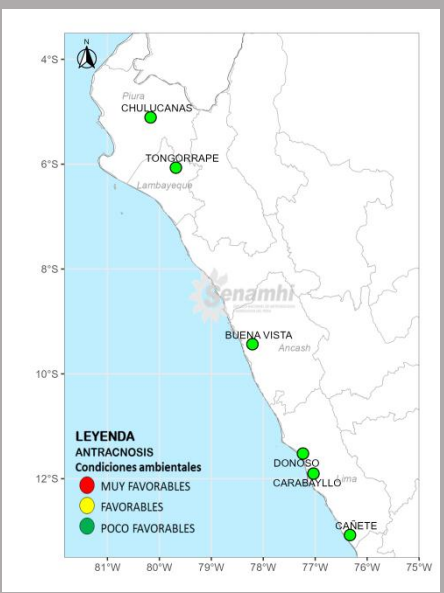 N
4°S
Piura
CHULUCANAS
6°S
TONGORRAPE
Lambayeque
8°S
Senamhi
BUENA VISTA
Ancash
10°S
LEYENDA
ANTRACNOSIS
Condiciones ambientales
MUY FAVORABLES
FAVORABLES
POCO FAVORABLES
12°S
DONOSO
Lima
CARABAYLLO
CAÑETE
81°W 80°W 79°W 78°W 77°W 76°W 75°W